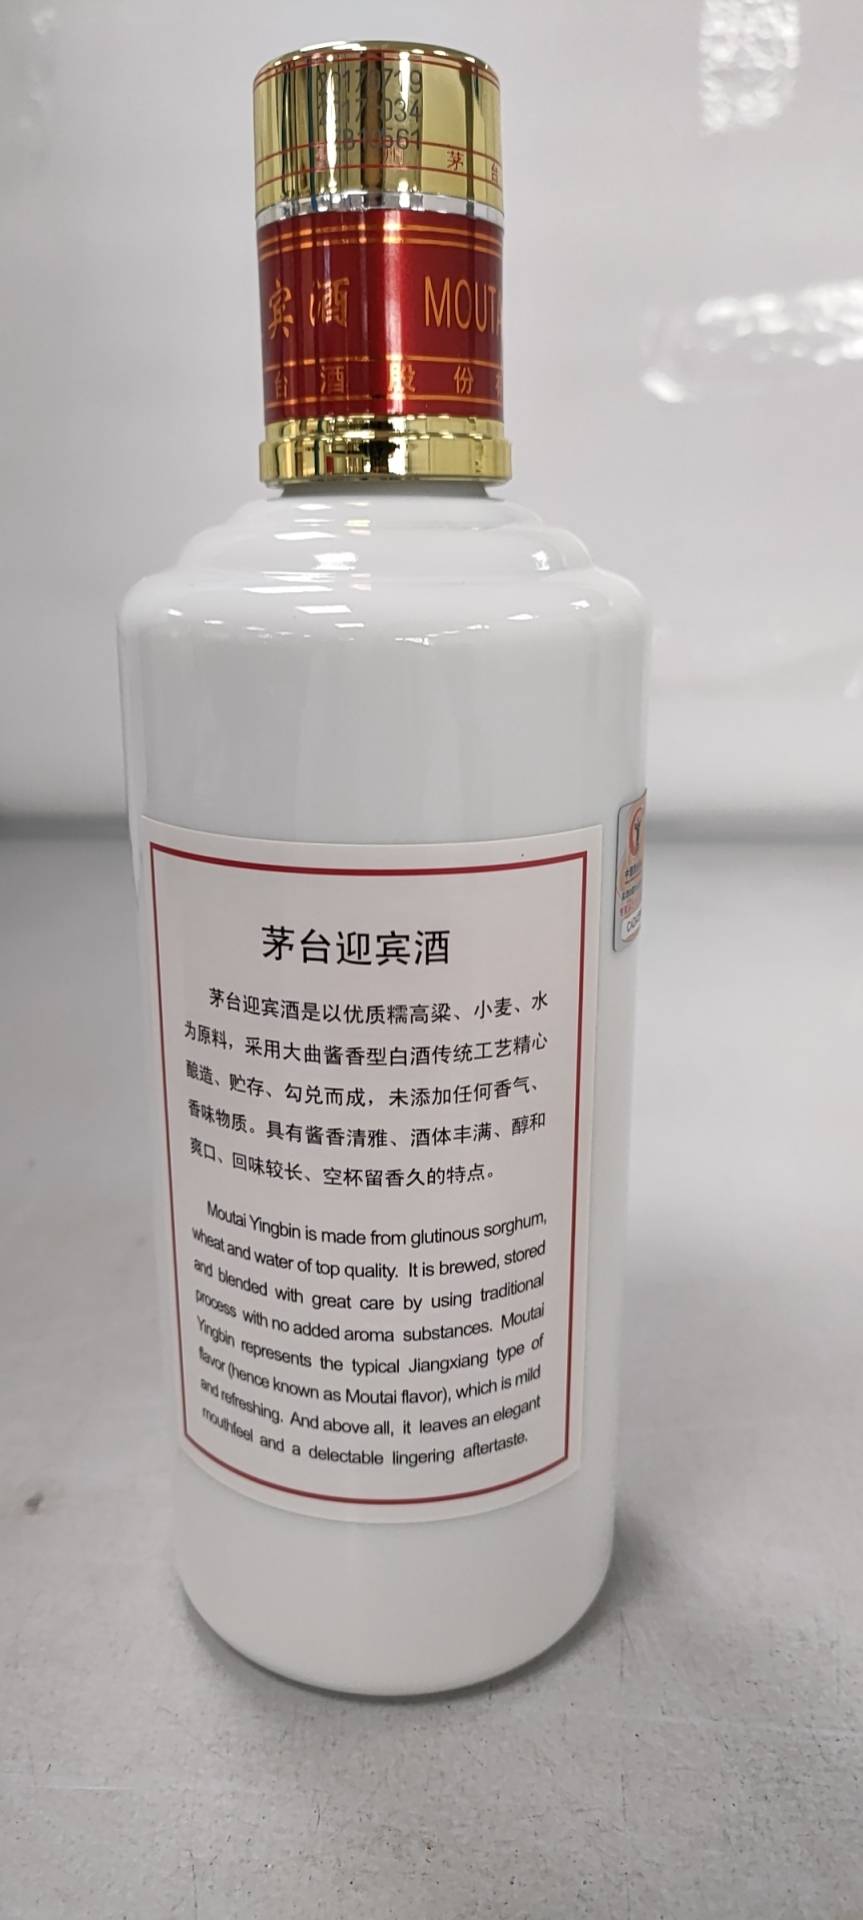 20170719
2017-034
茅台
宾酒 MOUTA
台酒股份有
茅台迎宾酒
茅台迎宾酒是以优质糯高粱、小麦、水
为原料，采用大曲酱香型白酒传统工艺精心
酿造、贮存、勾兑而成，未添加任何香气、
香味物质。具有酱香清雅、酒体丰满、醇和
爽口、回味较长、空杯留香久的特点。
Moutai Yingbin is made from glutinous sorghum,
wheat and water of top quality. It is brewed, stored
and blended with great care by using traditional
process with no added aroma substances. Moutai
Yingbin represents the typical Jiangxiang type of
flavor (hence known as Moutai flavor), which is mild
and refreshing. And above all, it leaves an elegant
mouthfeel and a delectable lingering aftertaste.